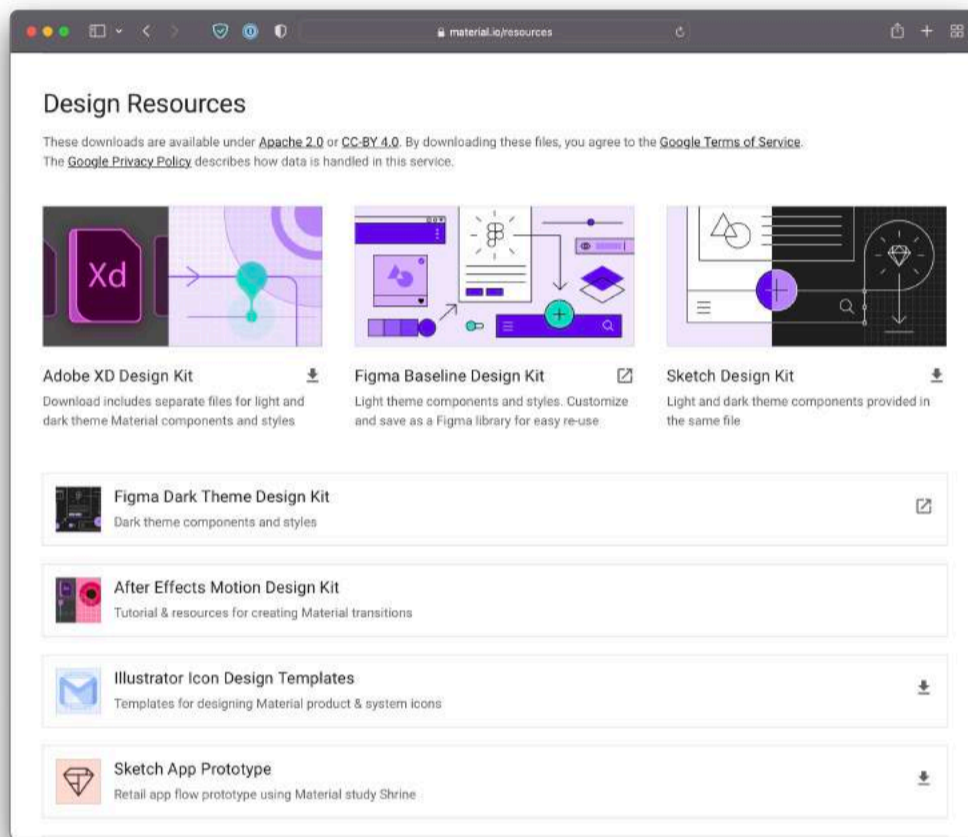 material.io/resources
Design Resources
These downloads are available under Apache 2.0 or CC-BY 4.0. By downloading these files, you agree to the Google Terms of Service.
The Google Privacy Policy describes how data is handled in this service.
Xd
Adobe XD Design Kit
Download includes separate files for light and
dark theme Material components and styles
Figma Baseline Design Kit
Light theme components and styles. Customize
and save as a Figma library for easy re-use
Sketch Design Kit
Light and dark theme components provided in
the same file
Figma Dark Theme Design Kit
Dark theme components and styles
After Effects Motion Design Kit
Tutorial & resources for creating Material transitions
Illustrator Icon Design Templates
Templates for designing Material product & system icons
Sketch App Prototype
Retail app flow prototype using Material study Shrine